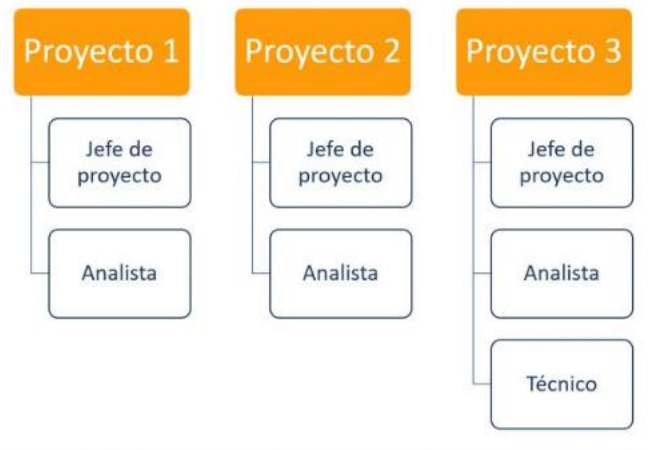 Proyecto 1
Jefe de
proyecto
Analista
Proyecto 2
Jefe de
proyecto
Analista
Proyecto 3
Jefe de
proyecto
Analista
Técnico